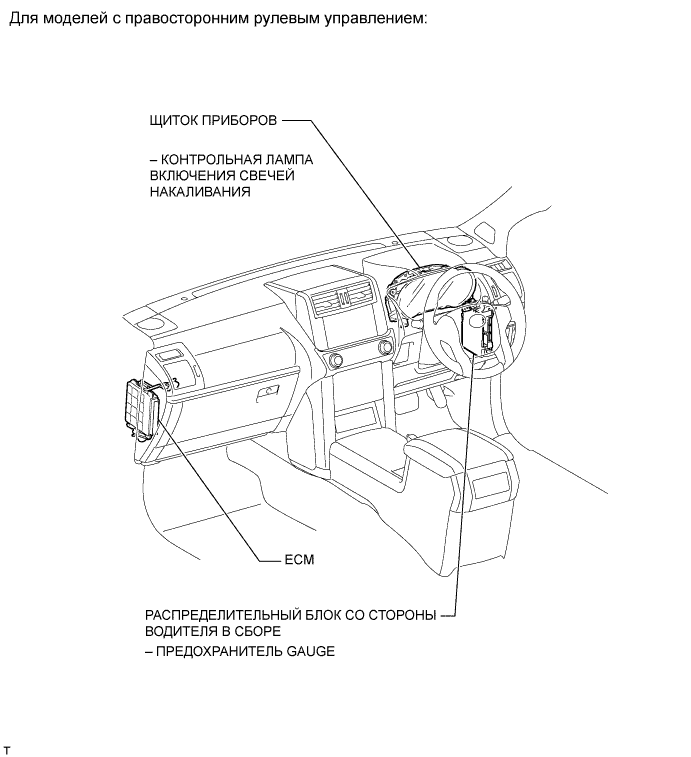 Для моделей с правосторонним рулевым управлением:
ЩИТОК ПРИБОРОВ
– КОНТРОЛЬНАЯ ЛАМПА
ВКЛЮЧЕНИЯ СВЕЧЕЙ
НАКАЛИВАНИЯ
ECM
РАСПРЕДЕЛИТЕЛЬНЫЙ БЛОК СО СТОРОНЫ
ВОДИТЕЛЯ В СБОРЕ
– ПРЕДОХРАНИТЕЛЬ GAUGE
T